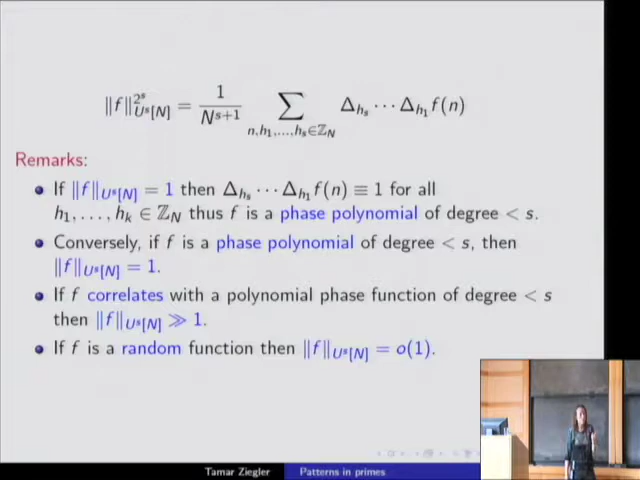 ‖f‖^{2^s}_{U^s[N]} = \frac{1}{N^{s+1}} \sum_{n,h_1,...,h_s∈ℤ_N} Δ_{h_s} ··· Δ_{h_1} f(n)
Remarks:
If ‖f‖_{U^s[N]} = 1 then Δ_{h_s} ··· Δ_{h_1} f(n) ≡ 1 for all
h_1, . . . , h_k ∈ ℤ_N thus f is a phase polynomial of degree < s.
Conversely, if f is a phase polynomial of degree < s, then
‖f‖_{U^s[N]} = 1.
If f correlates with a polynomial phase function of degree < s
then ‖f‖_{U^s[N]} ≫ 1.
If f is a random function then ‖f‖_{U^s[N]} = o(1).
Tamar Ziegler Patterns in primes